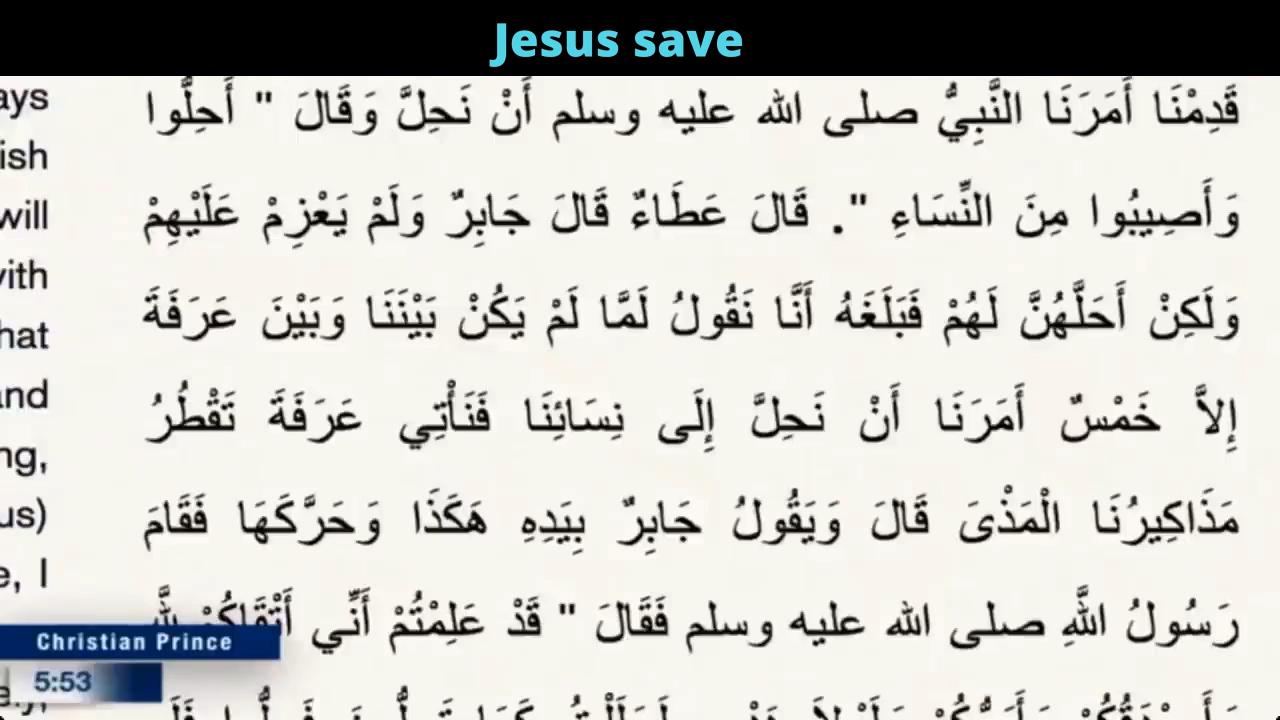 Jesus save
قَدِمْنَا أَمَرَنَا النَّبِيُّ صلى الله عليه وسلم أَنْ نَحِلَّ وَقَالَ " أَحِلُّوا
وَأَصِيبُوا مِنَ النِّسَاءِ ". قَالَ عَطَاءٌ قَالَ جَابِرٌ وَلَمْ يَعْزِمْ عَلَيْهِمْ
وَلَكِنْ أَحَلَّهُنَّ لَهُمْ فَبَلَغَهُ أَنَّا نَقُولُ لَمَّا لَمْ يَكُنْ بَيْنَنَا وَبَيْنَ عَرَفَةَ
إِلاَّ خَمْسٌ أَمَرَنَا أَنْ نَحِلَّ إِلَى نِسَائِنَا فَنَأْتِي عَرَفَةَ تَقْطُرُ
مَذَاكِيرُنَا الْمَذْىَ قَالَ وَيَقُولُ جَابِرٌ بِيَدِهِ هَكَذَا وَحَرَّكَهَا فَقَامَ
رَسُولُ اللَّهِ صلى الله عليه وسلم فَقَالَ " قَدْ عَلِمْتُمْ أَنِّي أَتْقَاكُمْ لِلَّهِ
ays
ish
will
vith
hat
and
ng,
us)
e, I
Christian Prince
5:53